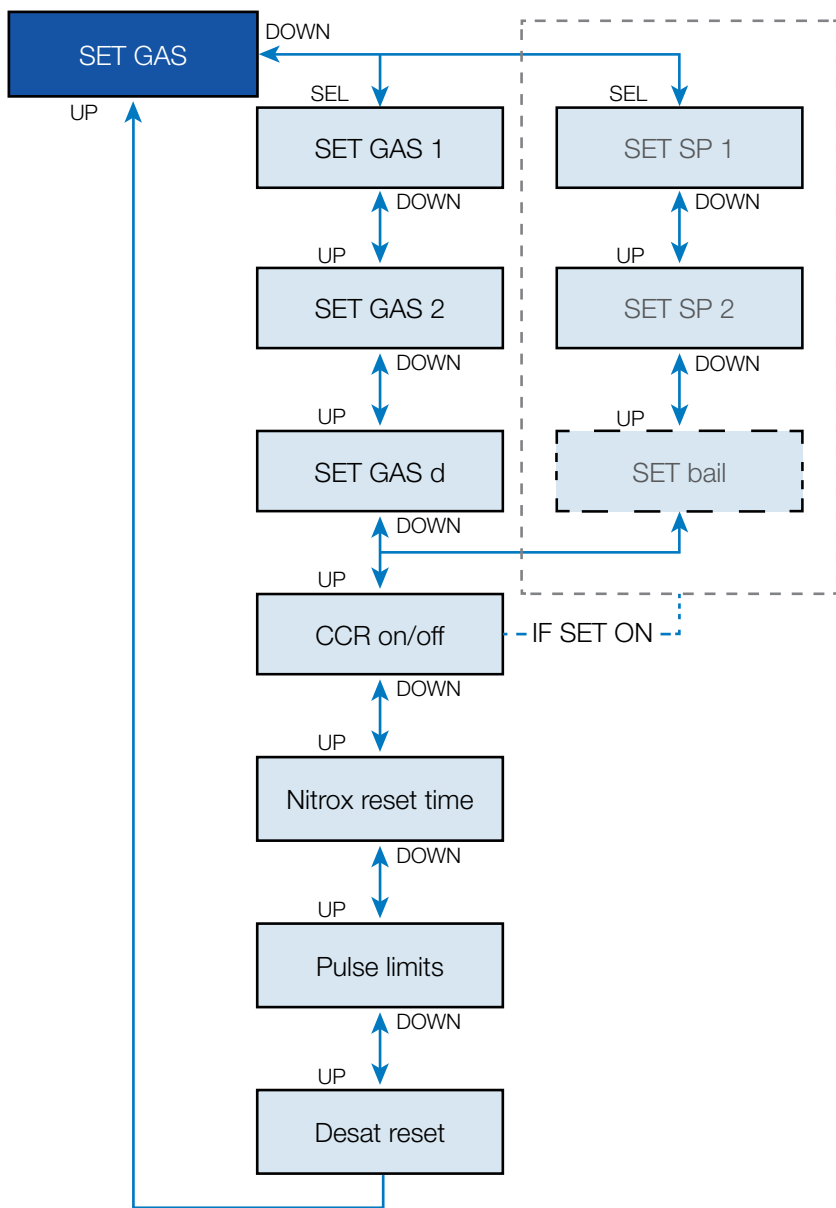 SET GAS
DOWN
UP
SEL
SEL
SET GAS 1
SET SP 1
DOWN
DOWN
UP
UP
SET GAS 2
SET SP 2
DOWN
DOWN
UP
UP
SET GAS d
SET bail
DOWN
UP
CCR on/off
IF SET ON
DOWN
UP
Nitrox reset time
DOWN
UP
Pulse limits
DOWN
UP
Desat reset